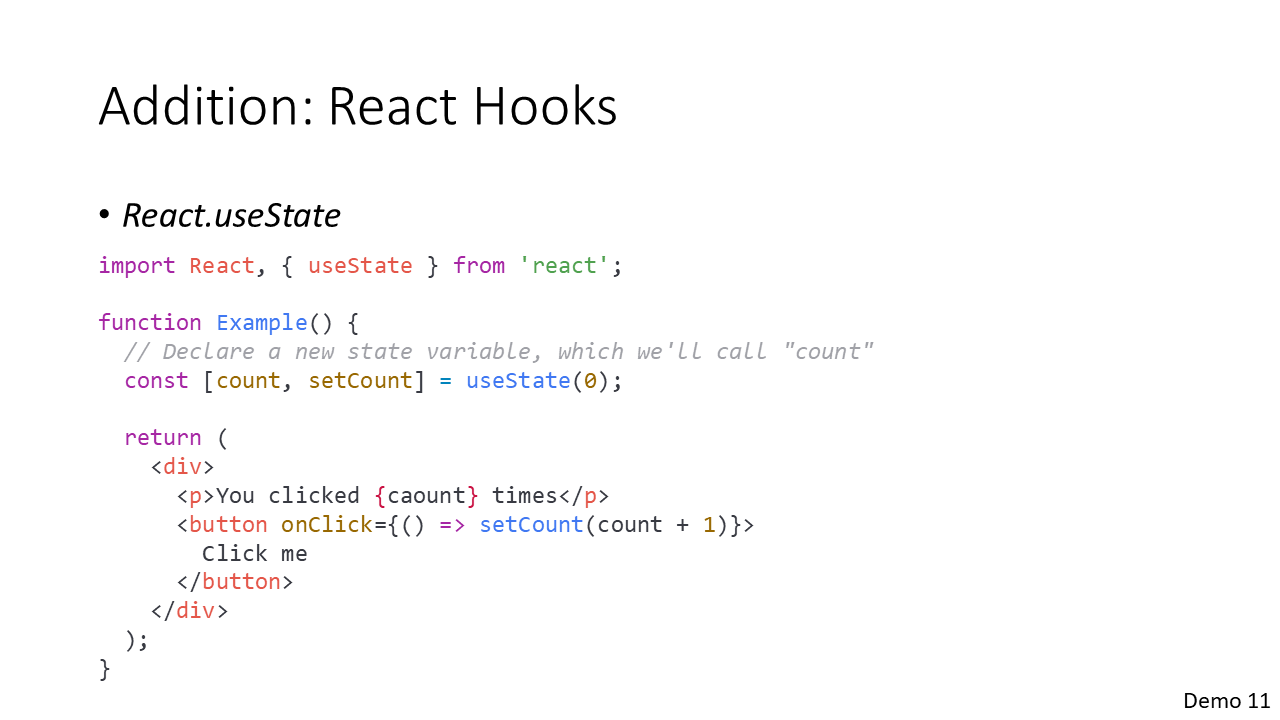 Addition: React Hooks
• React.useState
import React, { useState } from 'react';
function Example() {
  // Declare a new state variable, which we'll call "count"
  const [count, setCount] = useState(0);
  return (
    <div>
      <p>You clicked {caount} times</p>
      <button onClick={() => setCount(count + 1)}>
        Click me
      </button>
    </div>
  );
}
Demo 11